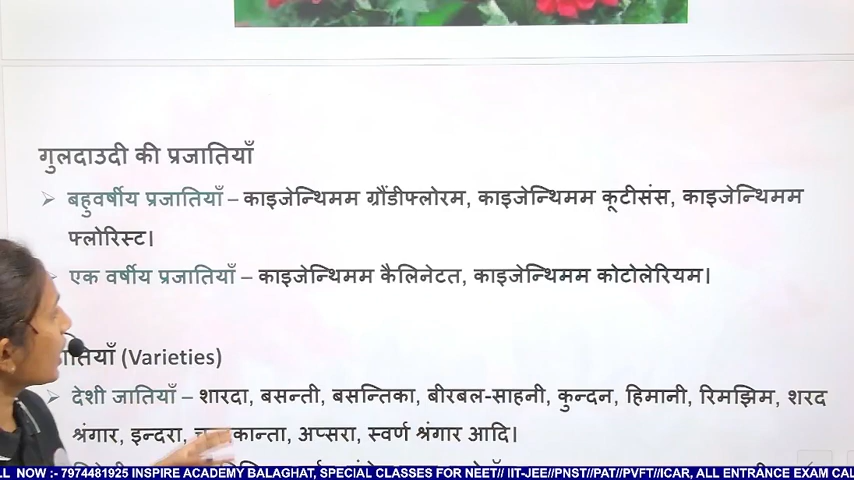 गुलदाउदी की प्रजातियाँ
बहुवर्षीय प्रजातियाँ – काइजेन्थिमम ग्रौंडीफ्लोरम, काइजेन्थिमम कूटीसंस, काइजेन्थिमम
फ्लोरिस्ट।
एक वर्षीय प्रजातियाँ – काइजेन्थिमम कैलिनेटत, काइजेन्थिमम कोटोलेरियम।
(Varieties)
देशी जातियाँ – शारदा, बसन्ती, बसन्तिका, बीरबल-साहनी, कुन्दन, हिमानी, रिमझिम, शरद
श्रंगार, इन्दरा, कान्ता, अप्सरा, स्वर्ण श्रंगार आदि।
NOW :- 7974481925 INSPIRE ACADEMY BALAGHAT, SPECIAL CLASSES FOR NEET// IIT-JEE//PNST//PAT//PVFT//ICAR, ALL ENTRANCE EXAM